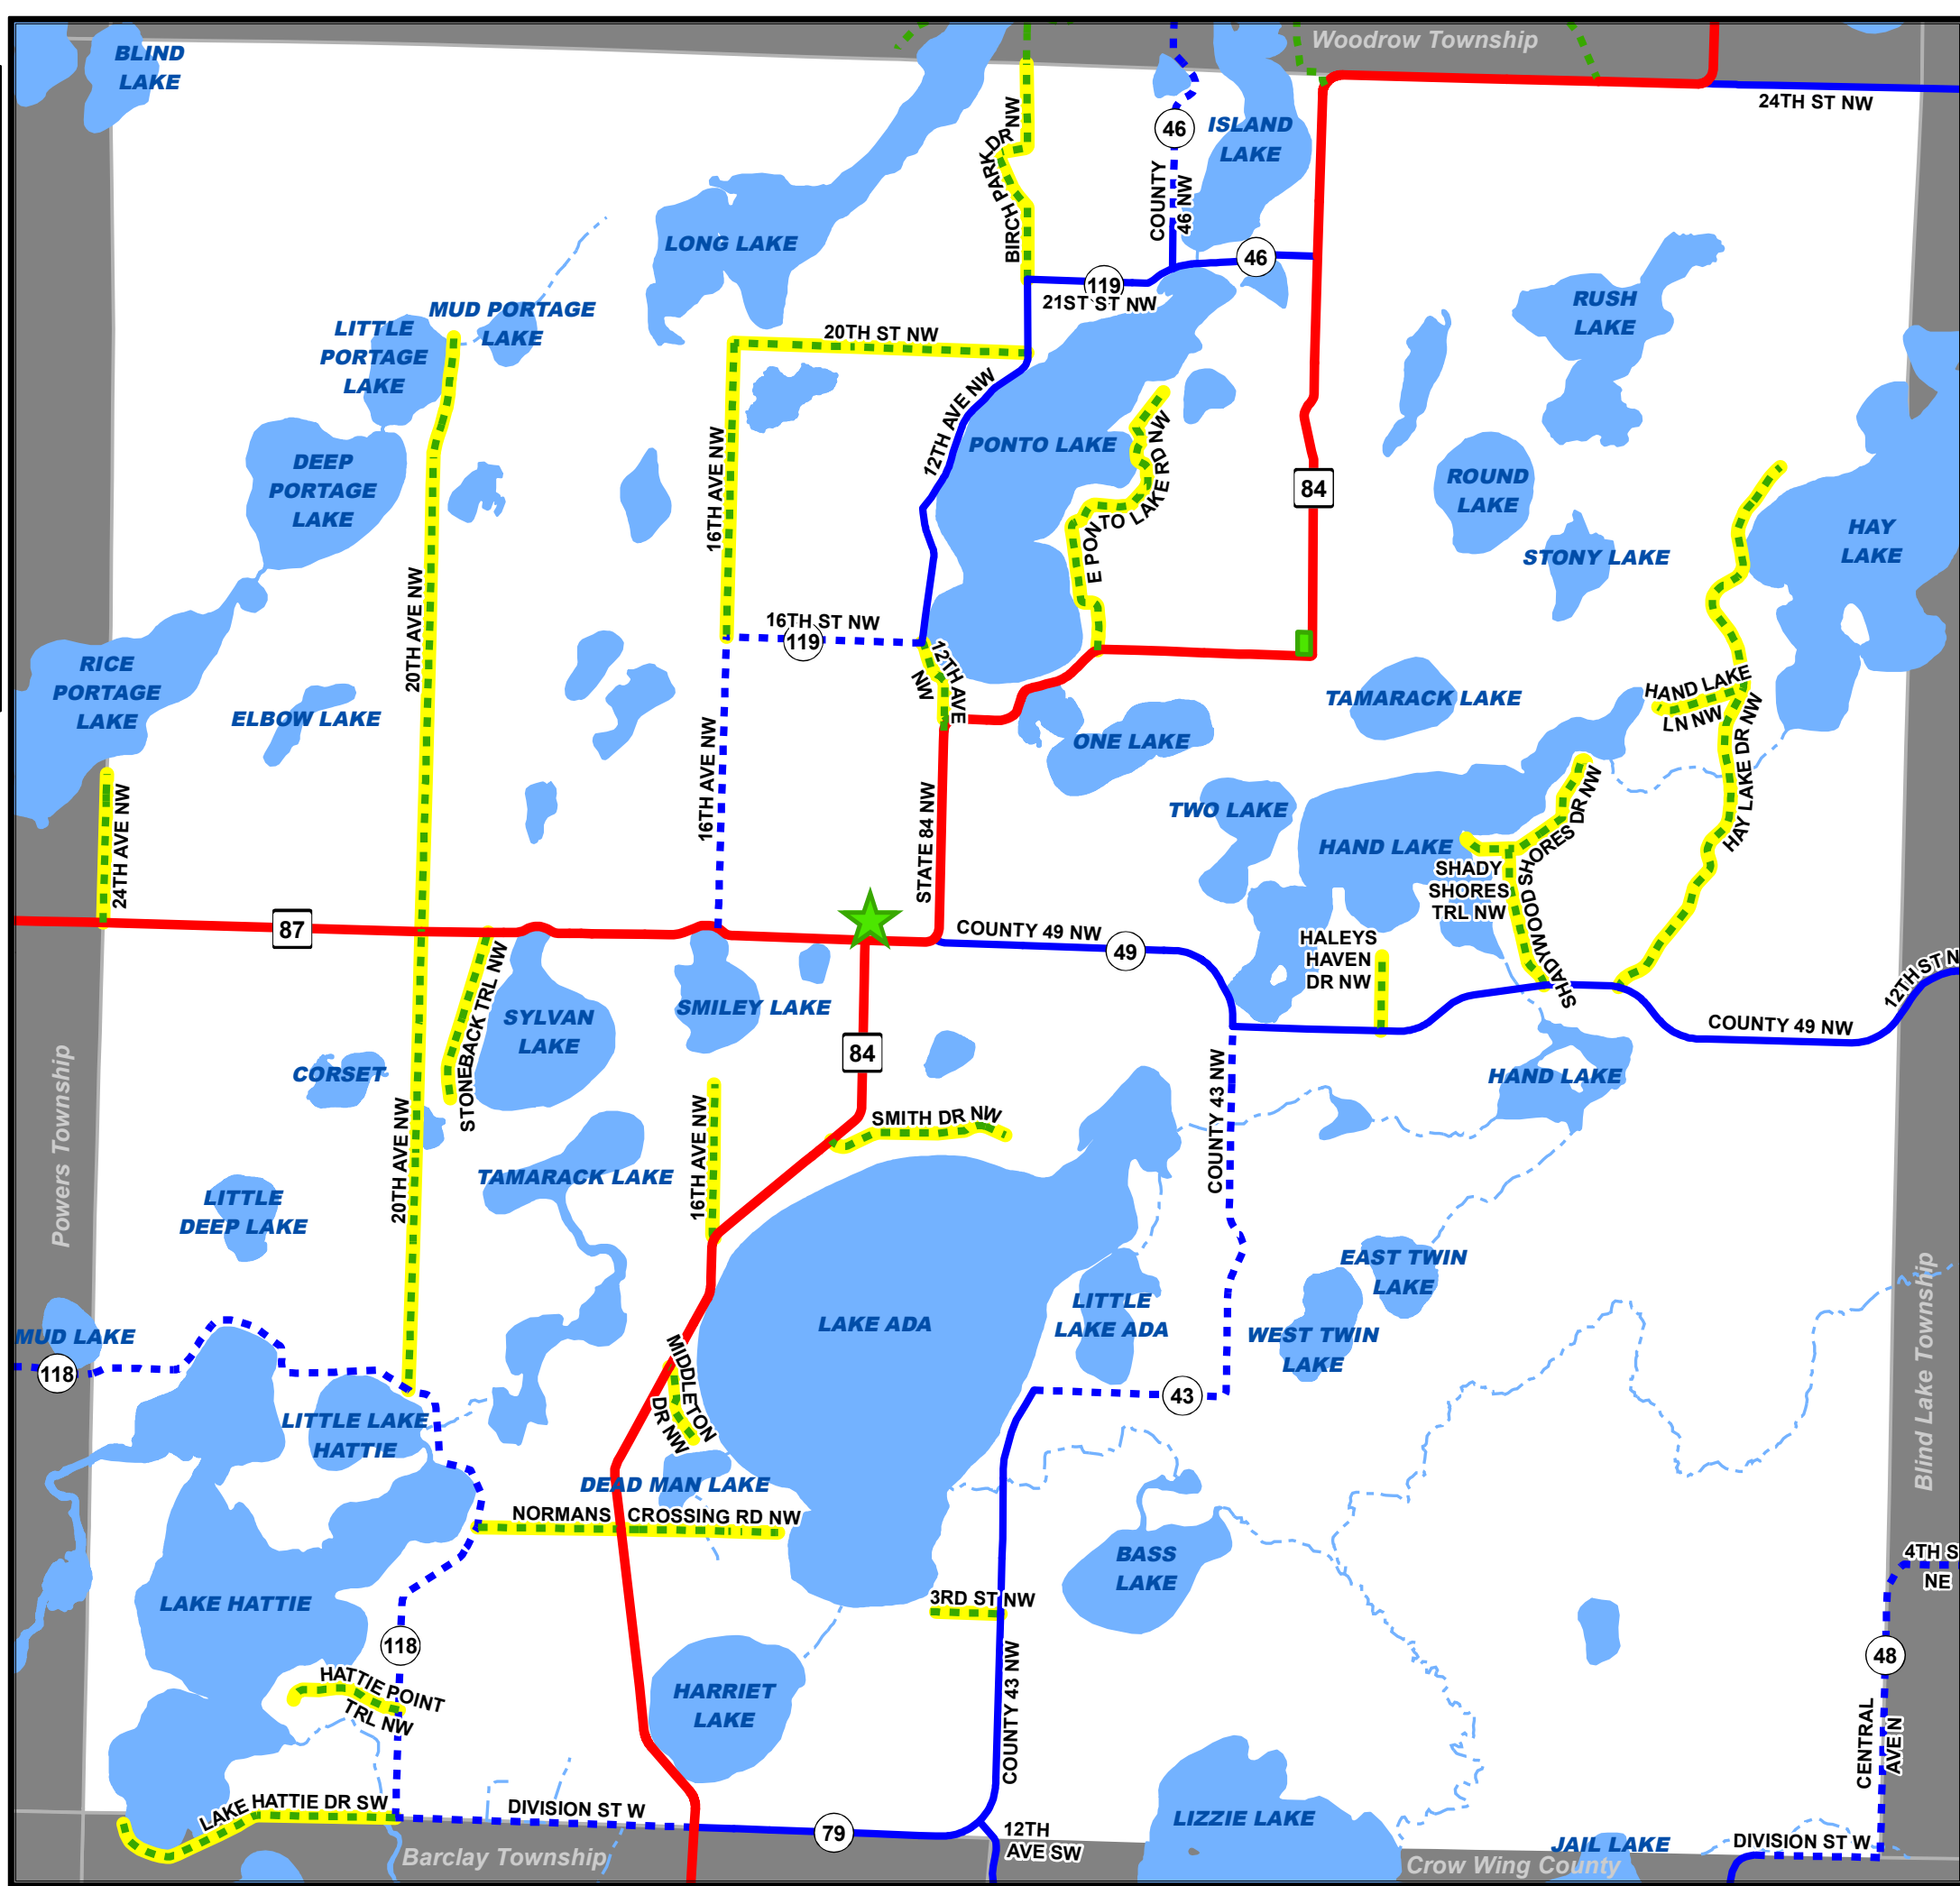 Woodrow Township
BLIND
LAKE
24TH ST NW
BIRCH PARK DR NW
46
ISLAND
LAKE
COUNTY
46 NW
LONG LAKE
46
119
21ST ST NW
RUSH
LAKE
MUD PORTAGE
LAKE
LITTLE
PORTAGE
LAKE
20TH ST NW
12TH AVE NW
PONTO LAKE
E PONTO LAKE RD NW
84
ROUND
LAKE
DEEP
PORTAGE
LAKE
16TH AVE NW
STONY LAKE
HAY
LAKE
20TH AVE NW
16TH ST NW
119
12TH AVE
NW
RICE
PORTAGE
LAKE
ELBOW LAKE
TAMARACK LAKE
HAND LAKE
LN NW
HAY LAKE DR NW
ONE LAKE
16TH AVE NW
STATE 84 NW
TWO LAKE
HAND LAKE
SHADYWOOD SHORES DR NW
SHADY
SHORES
TRL NW
24TH AVE NW
87
COUNTY 49 NW
49
HALEYS
HAVEN
DR NW
12TH ST N
COUNTY 49 NW
STONEBACK TRL NW
SYLVAN
LAKE
SMILEY LAKE
84
CORSET
HAND LAKE
Powers Township
20TH AVE NW
16TH AVE NW
SMITH DR NW
COUNTY 43 NW
TAMARACK LAKE
LITTLE
DEEP LAKE
EAST TWIN
LAKE
LITTLE
LAKE ADA
WEST TWIN
LAKE
LAKE ADA
MUD LAKE
118
MIDDLETON
DR NW
43
Blind Lake Township
LITTLE LAKE
HATTIE
DEAD MAN LAKE
NORMANS CROSSING RD NW
BASS
LAKE
4TH S
NE
LAKE HATTIE
3RD ST NW
118
48
HATTIE POINT
TRL NW
HARRIET
LAKE
COUNTY 43 NW
CENTRAL
AVE N
LAKE HATTIE DR SW
DIVISION ST W
79
12TH
AVE SW
LIZZIE LAKE
JAIL LAKE
DIVISION ST W
Barclay Township
Crow Wing County